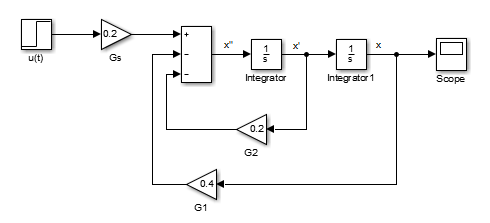 u(t)
0.2
Gs
+
−
−
x''
1
s
Integrator
x'
1
s
Integrator1
x
Scope
0.2
G2
0.4
G1